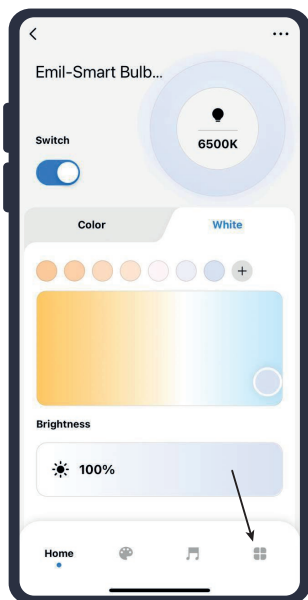 Emil-Smart Bulb...
6500K
Switch
Color White
Brightness
100%
Home